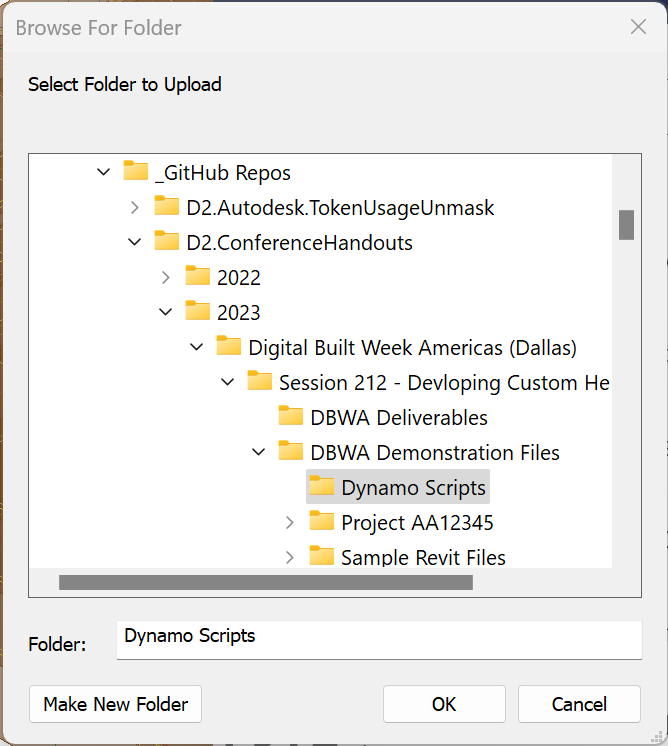 Browse For Folder
Select Folder to Upload
_GitHub Repos
D2.Autodesk.TokenUsageUnmask
D2.ConferenceHandouts
2022
2023
Digital Built Week Americas (Dallas)
Session 212 - Devloping Custom He
DBWA Deliverables
DBWA Demonstration Files
Dynamo Scripts
Project AA12345
Sample Revit Files
Folder: Dynamo Scripts
Make New Folder OK Cancel